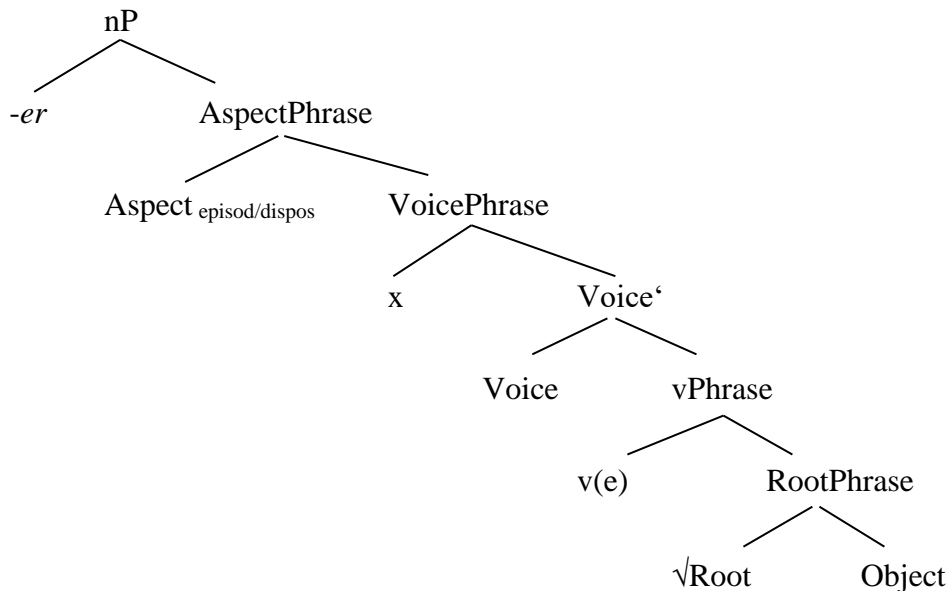 nP
-er AspectPhrase
Aspect episod/dispos VoicePhrase
x Voice‘
Voice vPhrase
v(e) RootPhrase
√Root Object